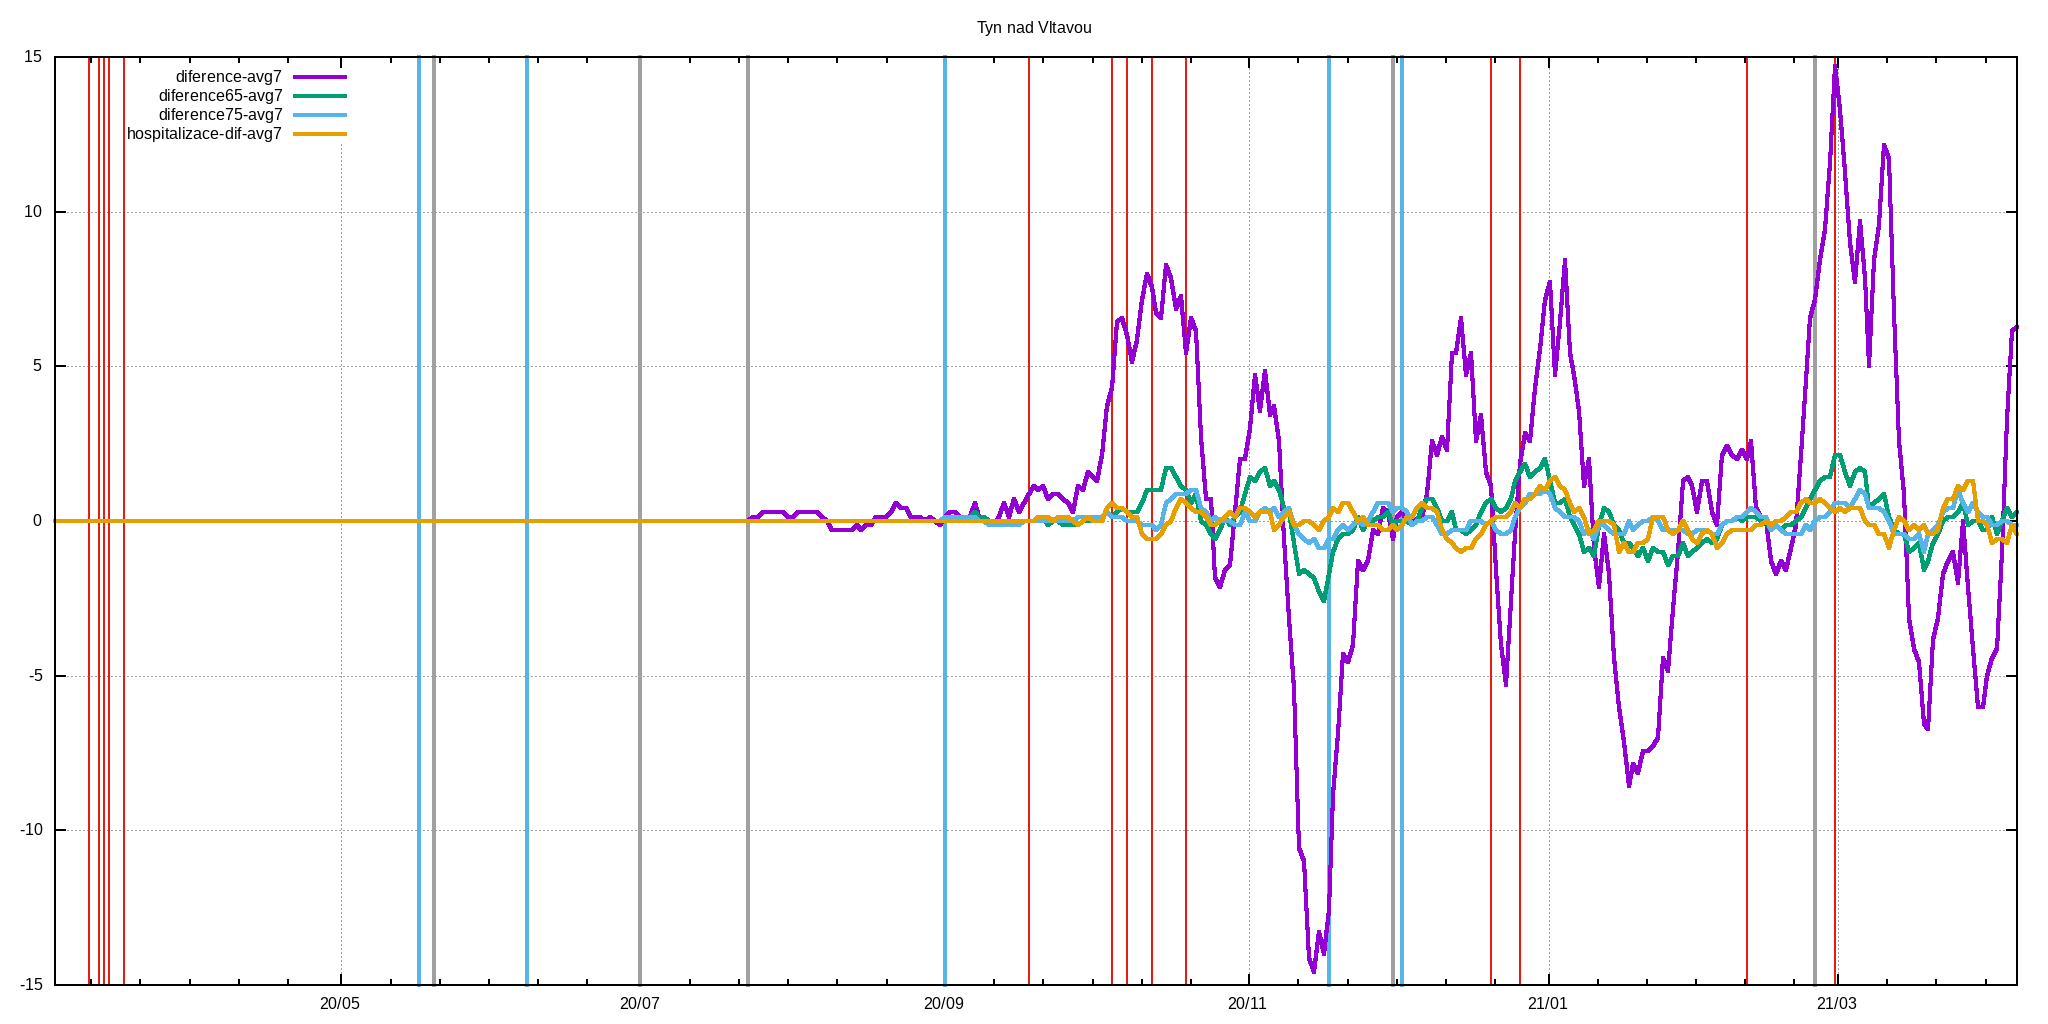 Tyn nad Vltavou
15
10
5
0
-5
-10
-15
diference-avg7
diference65-avg7
diference75-avg7
hospitalizace-dif-avg7
20/05
20/07
20/09
20/11
21/01
21/03